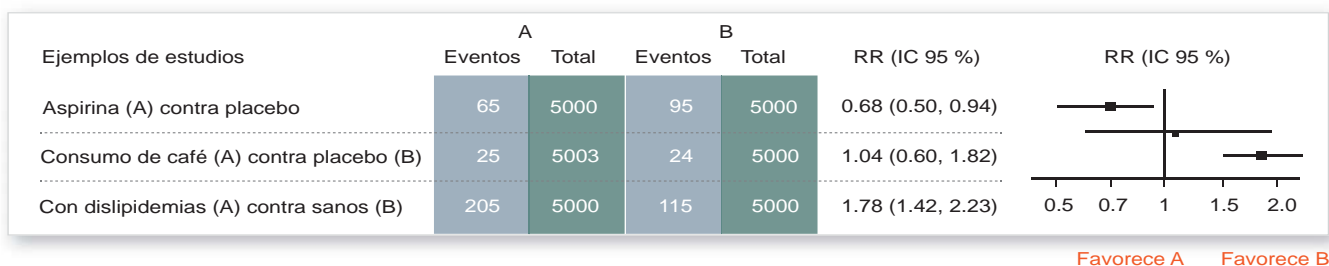 A B
Ejemplos de estudios Eventos Total Eventos Total RR (IC 95 %) RR (IC 95 %)
Aspirina (A) contra placebo 65 5000 95 5000 0.68 (0.50, 0.94)
Consumo de café (A) contra placebo (B) 25 5003 24 5000 1.04 (0.60, 1.82)
Con dislipidemias (A) contra sanos (B) 205 5000 115 5000 1.78 (1.42, 2.23)
0.5 0.7 1 1.5 2.0
Favorece A Favorece B